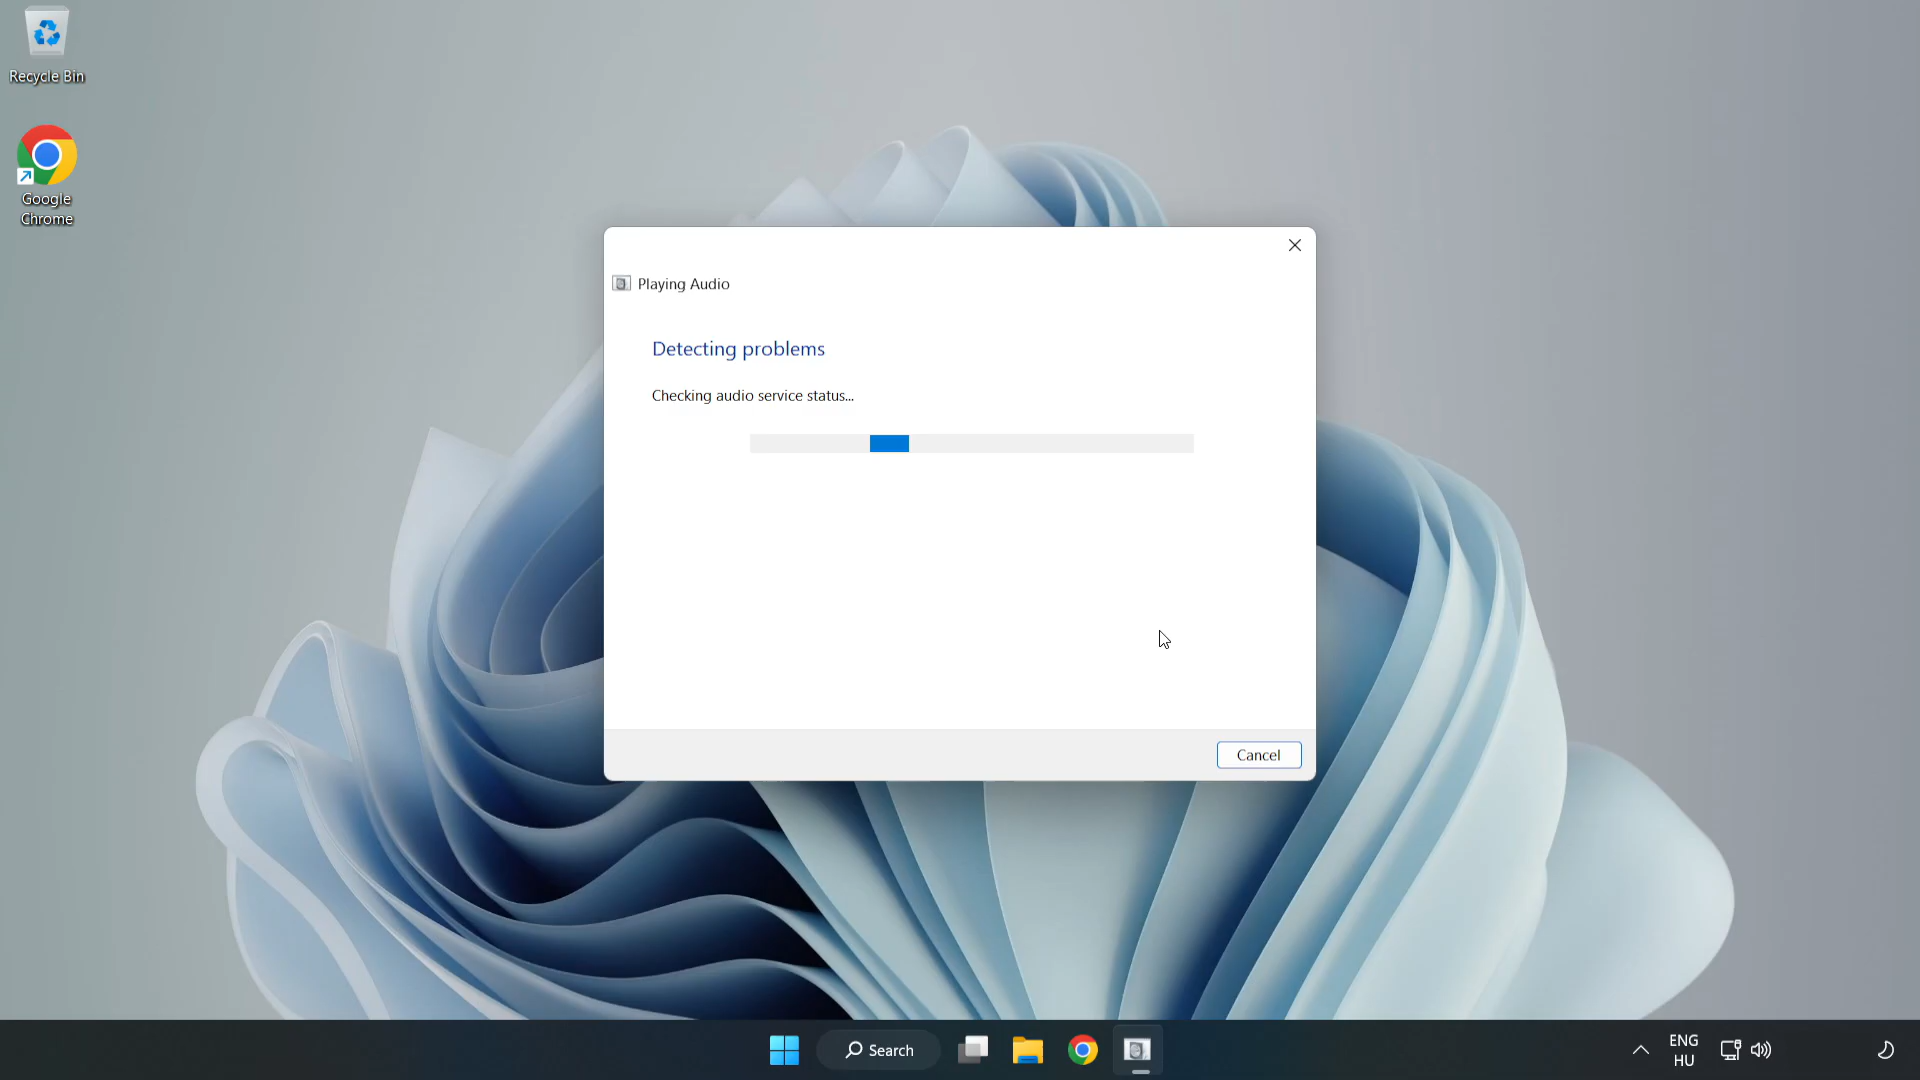 Recycle Bin
Google
Chrome
Playing Audio
Detecting problems
Checking audio service status...
Cancel
Search
ENG
HU